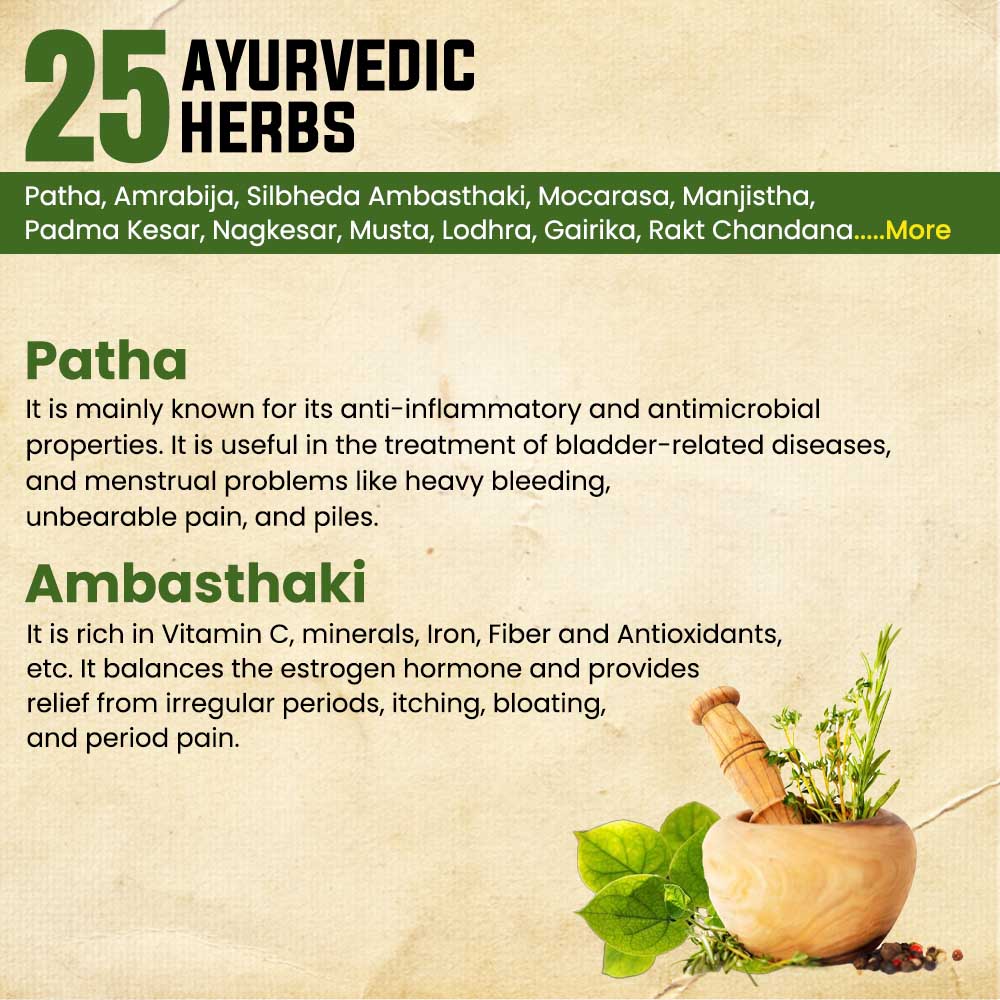 25 AYURVEDIC
HERBS
Patha, Amrabija, Silbheda Ambasthaki, Mocarasa, Manjistha,
Padma Kesar, Nagkesar, Musta, Lodhra, Gairika, Rakt Chandana.....More
Patha
It is mainly known for its anti-inflammatory and antimicrobial
properties. It is useful in the treatment of bladder-related diseases,
and menstrual problems like heavy bleeding,
unbearable pain, and piles.
Ambasthaki
It is rich in Vitamin C, minerals, Iron, Fiber and Antioxidants,
etc. It balances the estrogen hormone and provides
relief from irregular periods, itching, bloating,
and period pain.